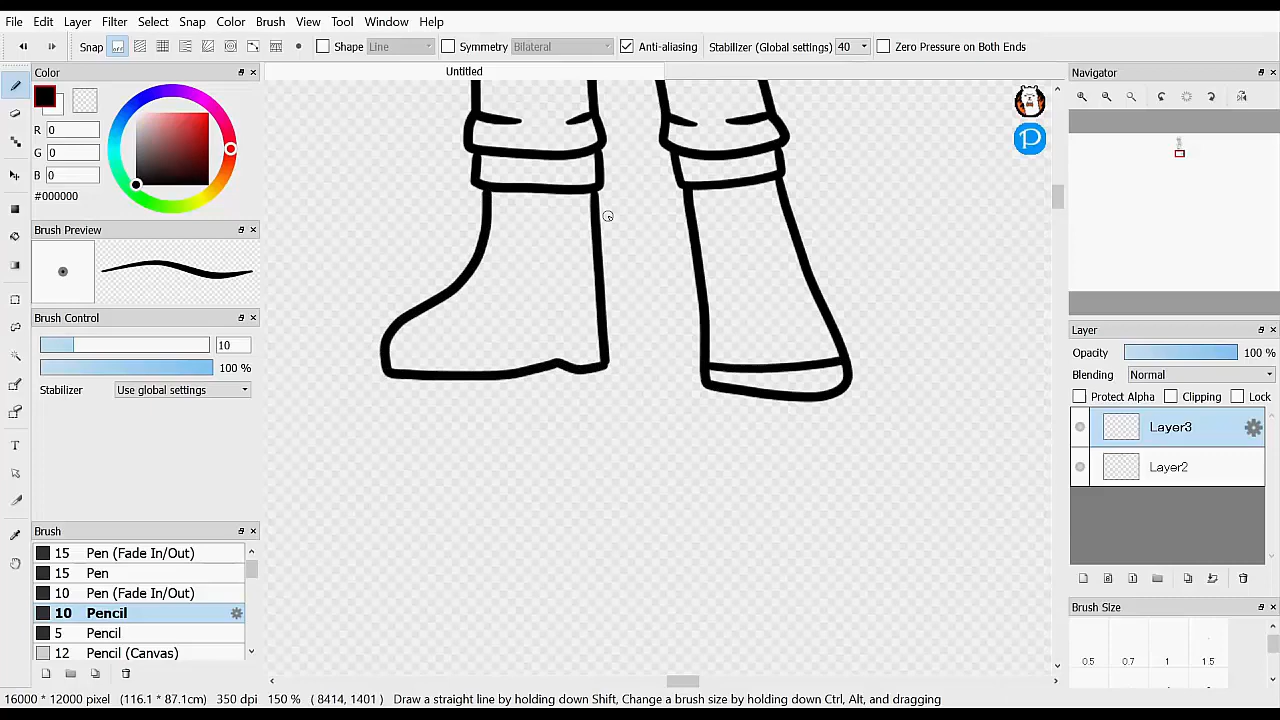 File Edit Layer Filter Select Snap Color Brush View Tool Window Help
Snap Shape Line Symmetry Bilateral Anti-aliasing Stabilizer (Global settings) 40 Zero Pressure on Both Ends
Color
Untitled
Navigator
R 0
G 0
B 0
#000000
P
Brush Preview
Brush Control
10
100 %
Stabilizer Use global settings
Layer
Opacity 100 %
Blending Normal
Protect Alpha Clipping Lock
Layer3
Layer2
Brush
15 Pen (Fade In/Out)
15 Pen
10 Pen (Fade In/Out)
10 Pencil
5 Pencil
12 Pencil (Canvas)
Brush Size
0.5 0.7 1 1.5
16000 * 12000 pixel (116.1 * 87.1cm) 350 dpi 150 % ( 8414, 1401 ) Draw a straight line by holding down Shift, Change a brush size by holding down Ctrl, Alt, and dragging